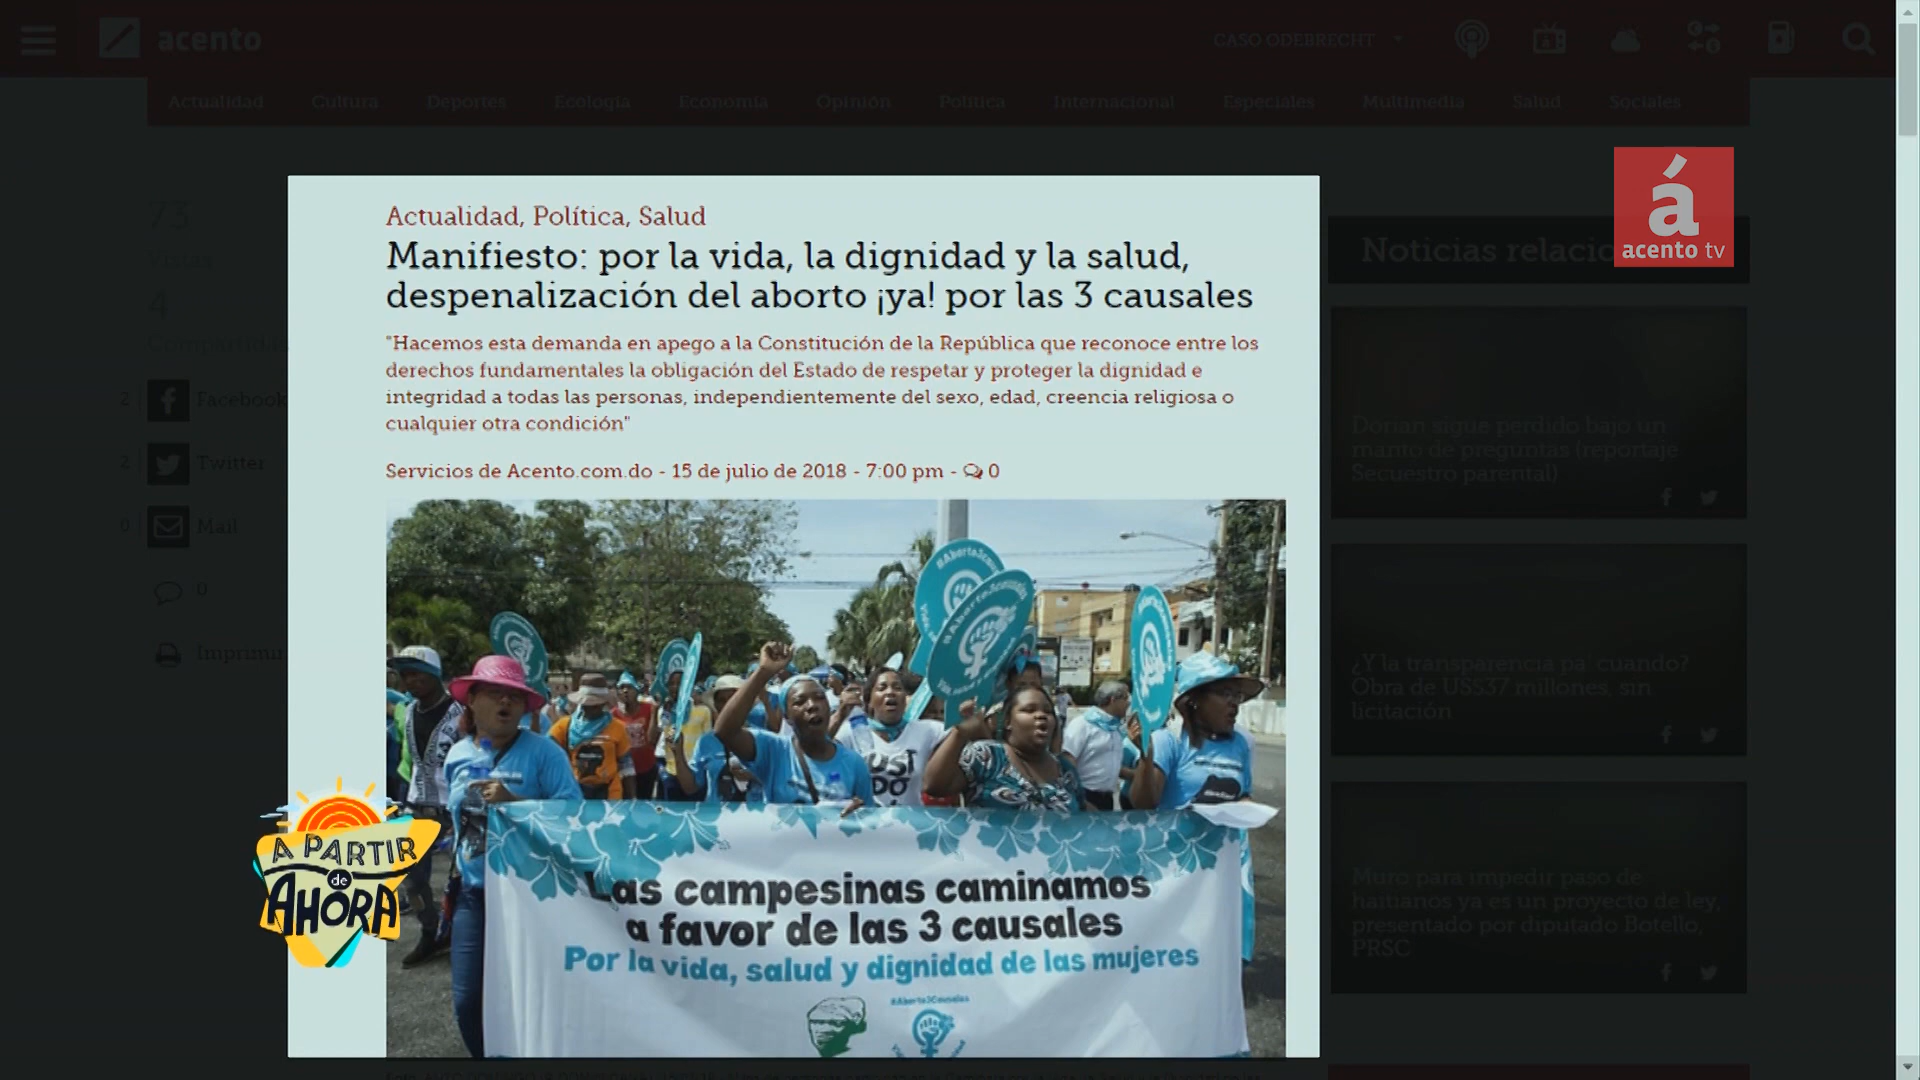 acento
CASO ODEBRECHT
Actualidad Cultura Deportes Ecología Economía Opinión Política Internacional Especiales Multimedia Salud Sociales
á
acento tv
73
Vistas
4
Compartidas
2 Facebook
2 Twitter
0 Mail
0
Imprimir
Actualidad, Política, Salud
Manifiesto: por la vida, la dignidad y la salud,
despenalización del aborto ¡ya! por las 3 causales
"Hacemos esta demanda en apego a la Constitución de la República que reconoce entre los
derechos fundamentales la obligación del Estado de respetar y proteger la dignidad e
integridad a todas las personas, independientemente del sexo, edad, creencia religiosa o
cualquier otra condición"
Servicios de Acento.com.do - 15 de julio de 2018 - 7:00 pm - 0
#Aborto3Causales
#Aborto3Causales
JUST
DO
Las campesinas caminamos
a favor de las 3 causales
Por la vida, salud y dignidad de las mujeres
#Aborto3Causales
A PARTIR
de
AHORA
Noticias relacio
Dorian sigue perdido bajo un
manto de preguntas (reportaje
Secuestro parental)
¿Y la transparencia pa' cuando?
Obra de US$37 millones, sin
licitación
Muro para impedir paso de
haitianos ya es un proyecto de ley,
presentado por diputado Botello,
PRSC